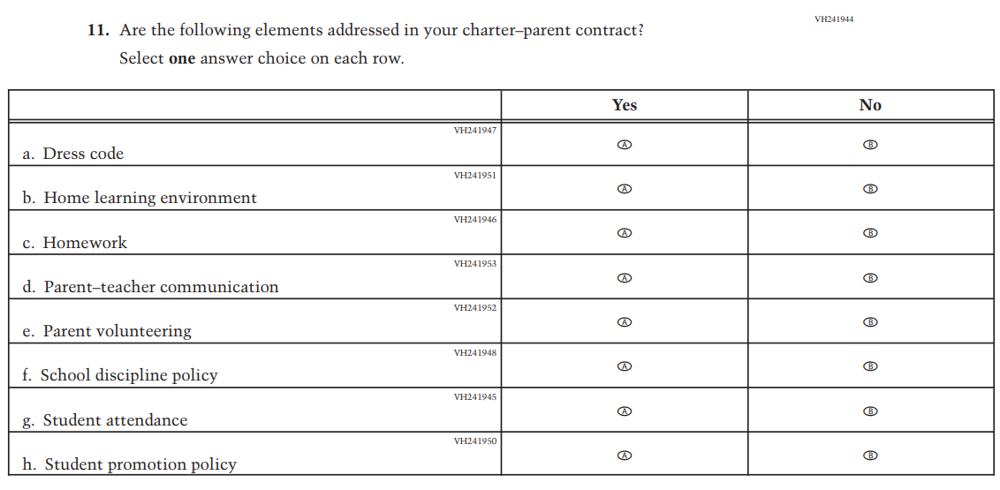 VH241944
11. Are the following elements addressed in your charter–parent contract?
Select one answer choice on each row.
Yes No
VH241947
a. Dress code A B
VH241951
b. Home learning environment A B
VH241946
c. Homework A B
VH241953
d. Parent–teacher communication A B
VH241952
e. Parent volunteering A B
VH241948
f. School discipline policy A B
VH241945
g. Student attendance A B
VH241950
h. Student promotion policy A B